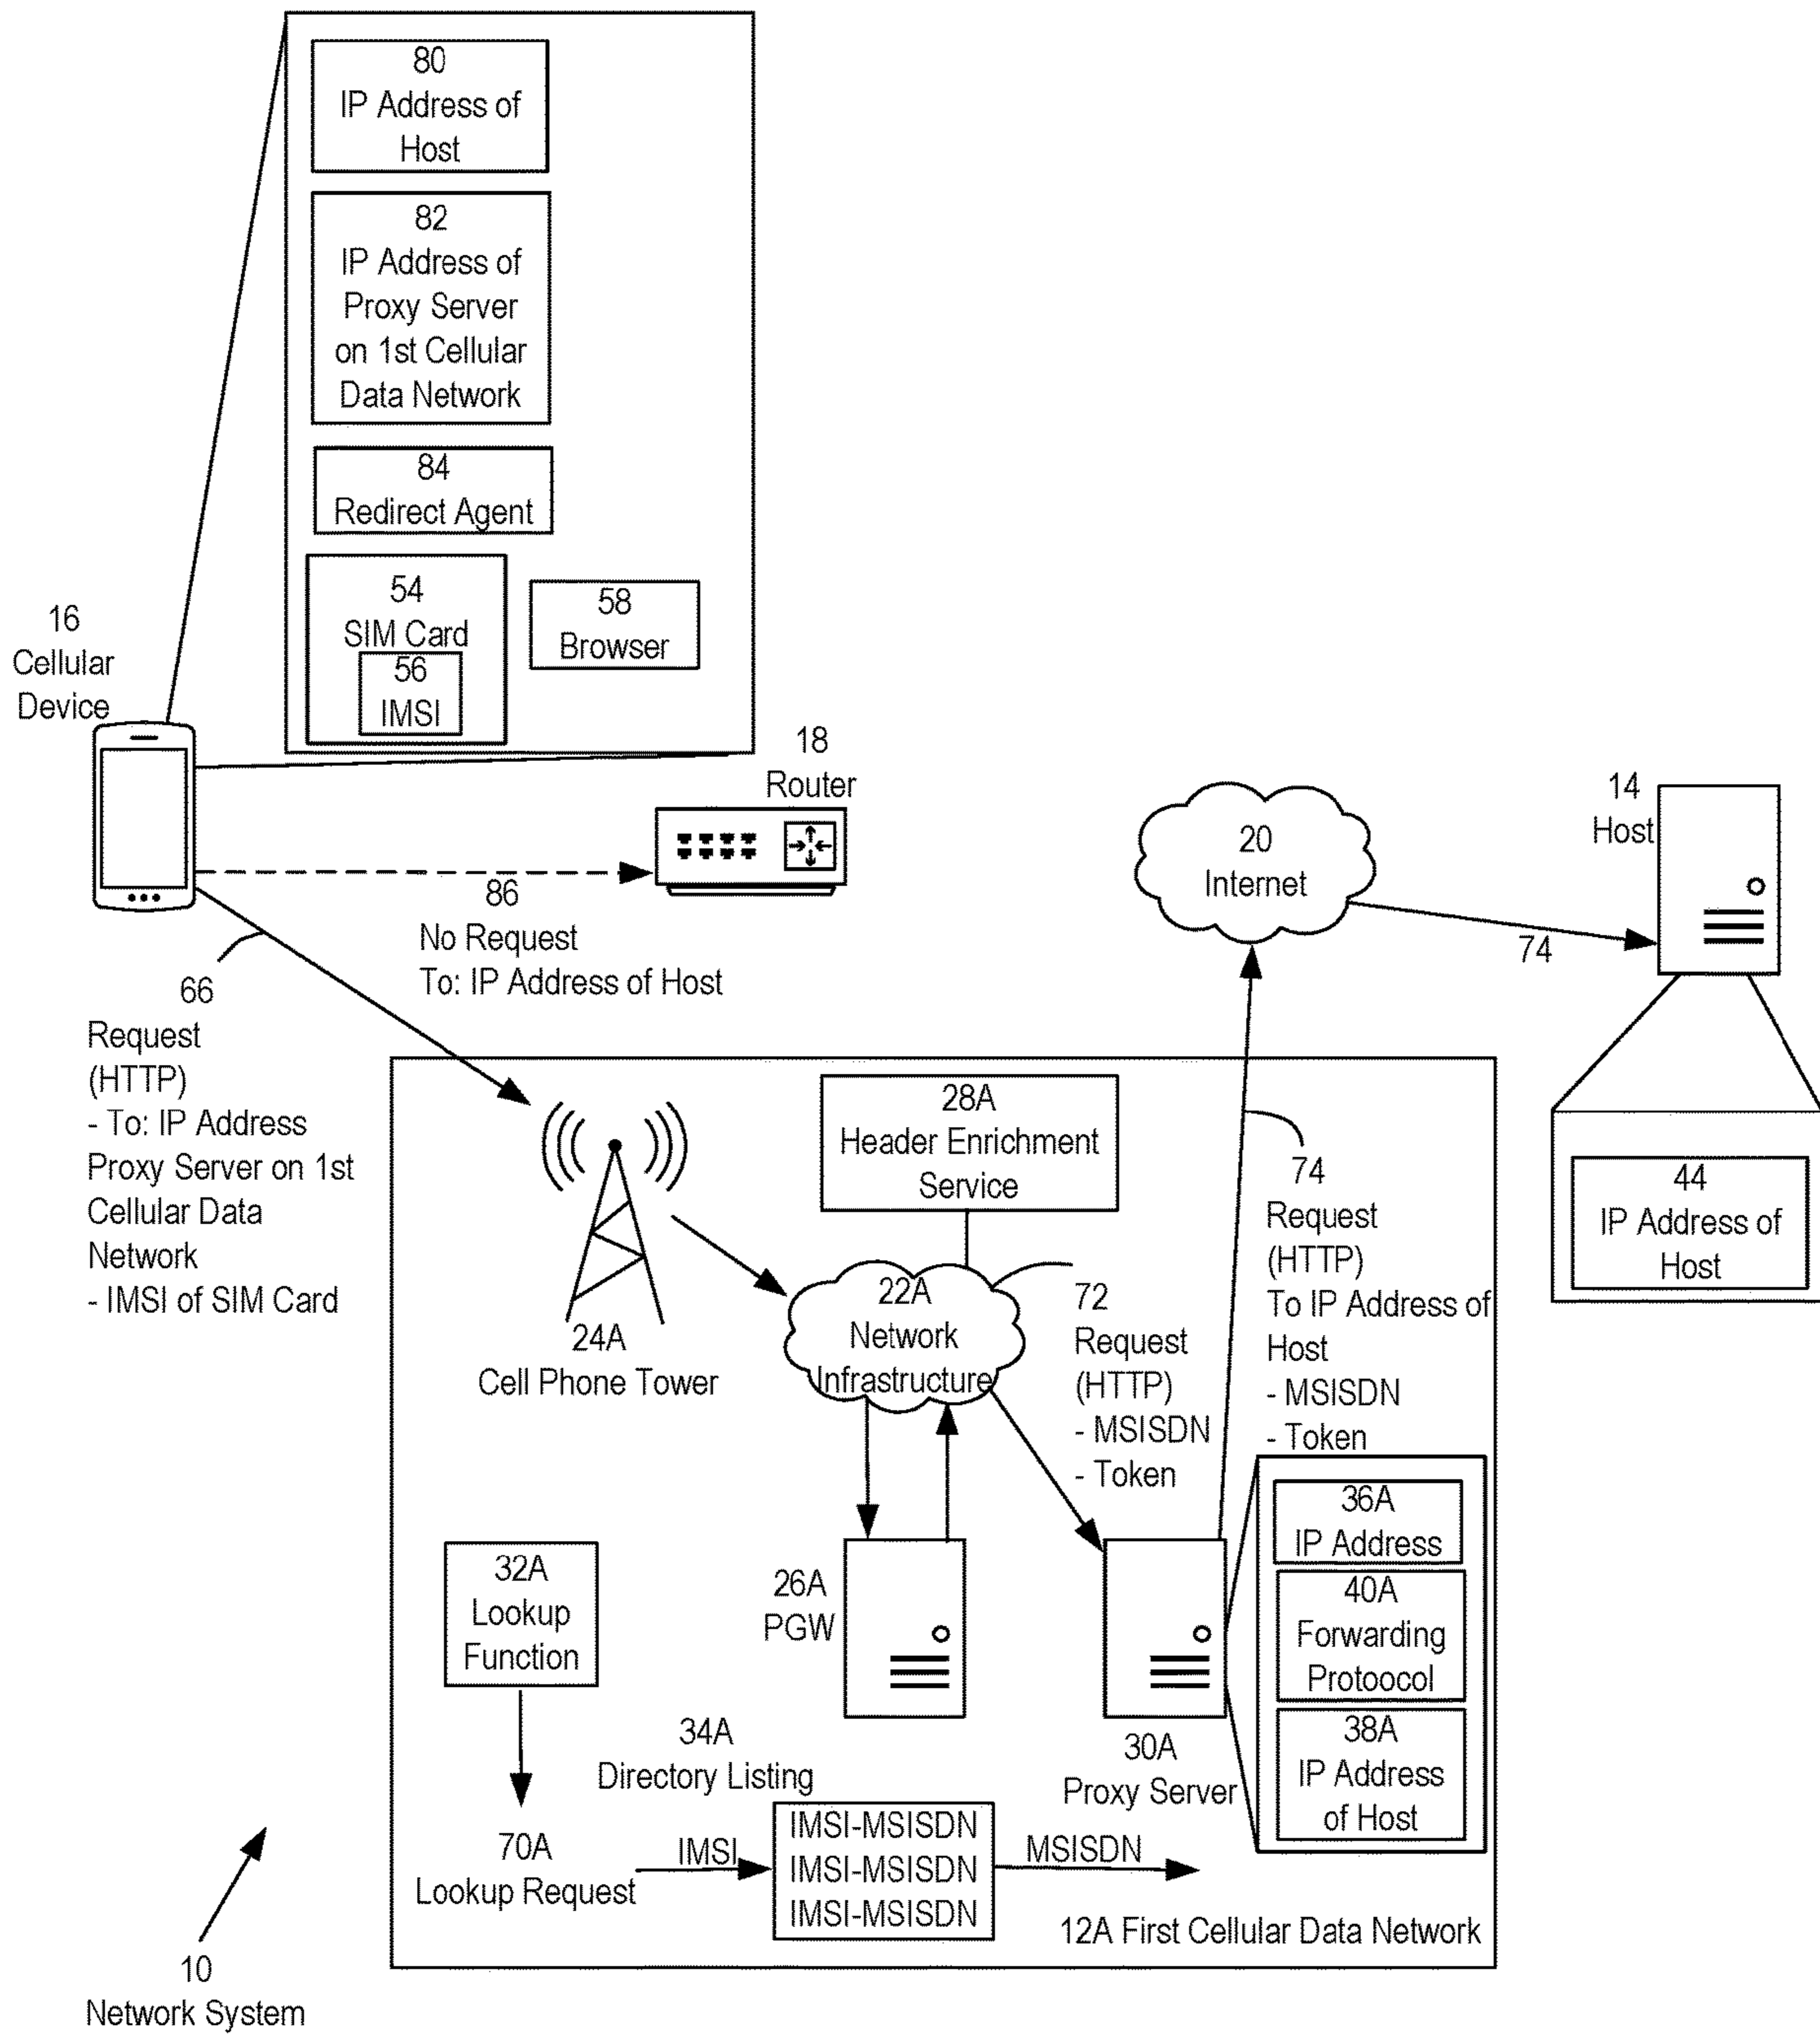 80
IP Address of
Host
82
IP Address of
Proxy Server
on 1st Cellular
Data Network
84
Redirect Agent
54
SIM Card
56
IMSI
58
Browser
16
Cellular
Device
18
Router
86
No Request
To: IP Address of Host
20
Internet
14
Host
74
66
Request
(HTTP)
- To: IP Address
Proxy Server on 1st
Cellular Data
Network
- IMSI of SIM Card
28A
Header Enrichment
Service
74
Request
(HTTP)
To IP Address of
Host
- MSISDN
- Token
44
IP Address of
Host
24A
Cell Phone Tower
22A
Network
Infrastructure
72
Request
(HTTP)
- MSISDN
- Token
36A
IP Address
40A
Forwarding
Protoocol
38A
IP Address
of Host
32A
Lookup
Function
26A
PGW
30A
Proxy Server
34A
Directory Listing
70A
Lookup Request
IMSI
IMSI-MSISDN
IMSI-MSISDN
IMSI-MSISDN
MSISDN
12A First Cellular Data Network
10
Network System